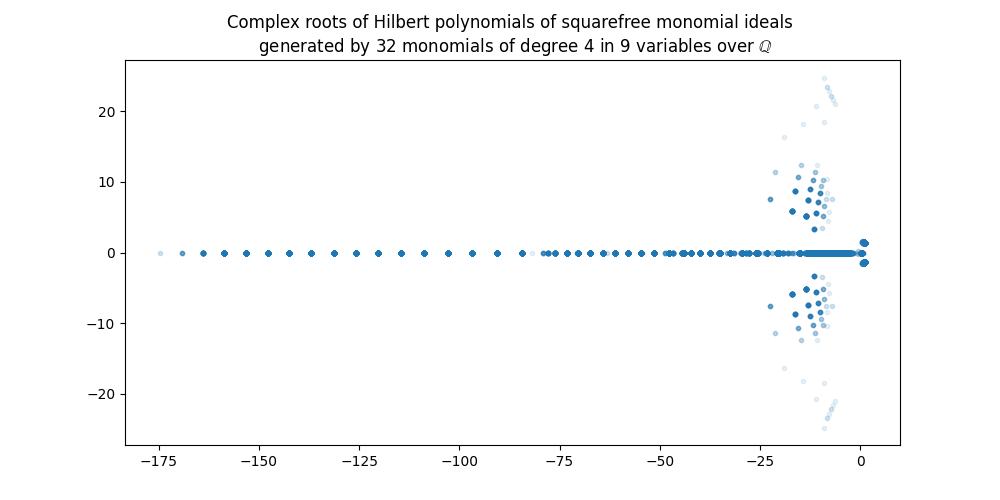 Complex roots of Hilbert polynomials of squarefree monomial ideals
generated by 32 monomials of degree 4 in 9 variables over ℚ
20
10
0
−10
−20
−175 −150 −125 −100 −75 −50 −25 0